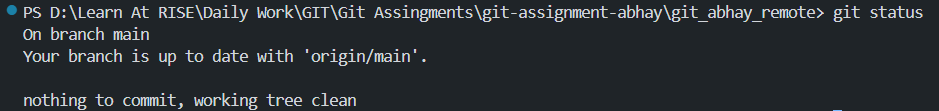 PS D:\Learn At RISE\Daily Work\GIT\Git Assingments\git-assignment-abhay\git_abhay_remote> git status
On branch main
Your branch is up to date with 'origin/main'.
nothing to commit, working tree clean